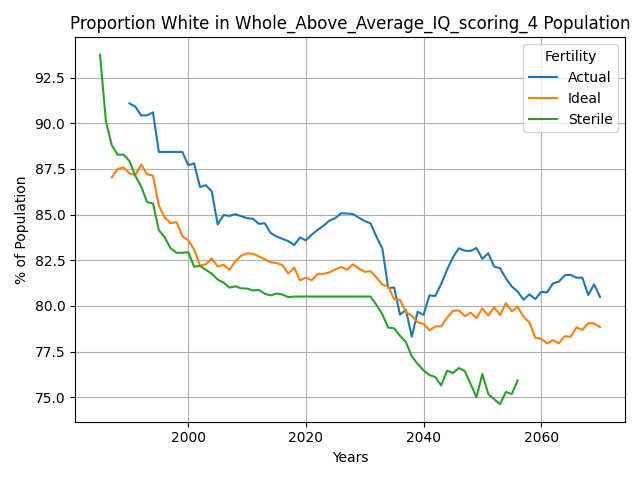 Proportion White in Whole_Above_Average_IQ_scoring_4 Population
Fertility
Actual
Ideal
Sterile
% of Population
92.5
90.0
87.5
85.0
82.5
80.0
77.5
75.0
2000
2020
2040
2060
Years